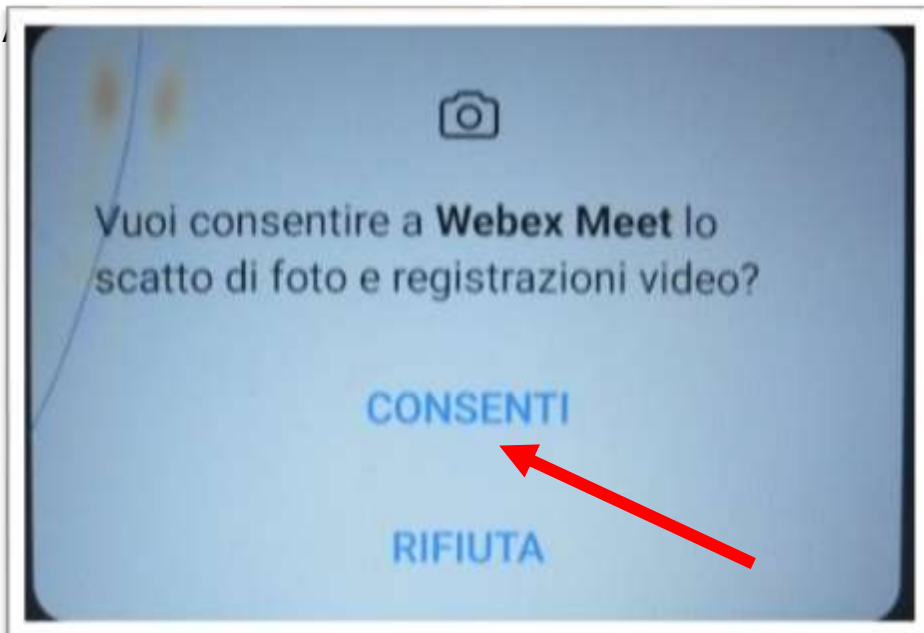 Vuoi consentire a Webex Meet lo
scatto di foto e registrazioni video?
CONSENTI
RIFIUTA